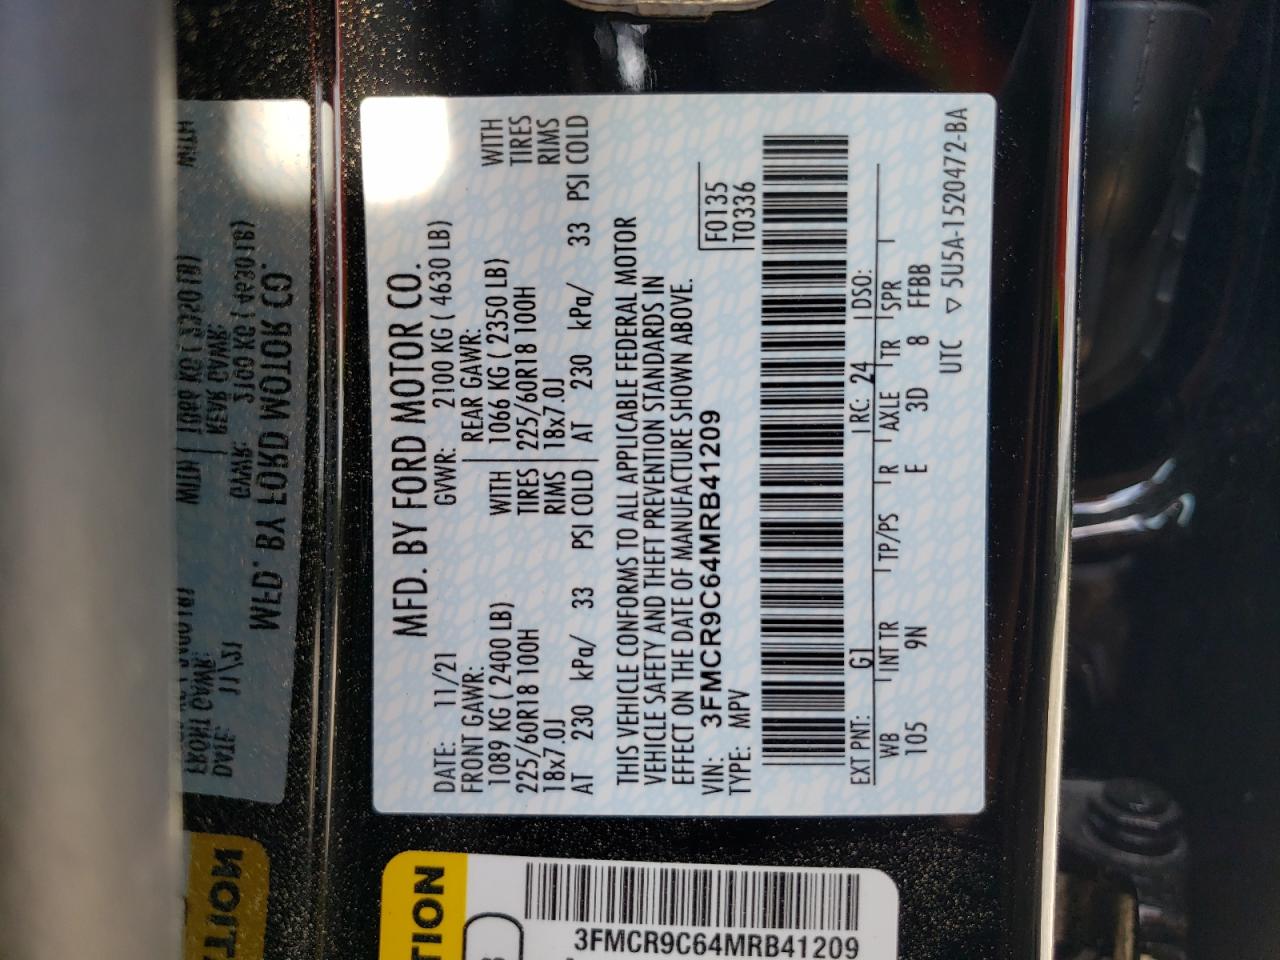 MFD. BY FORD MOTOR CO.
DATE: 11/21 GVWR: 2100 KG ( 4630 LB)
FRONT GAWR: REAR GAWR:
1089 KG ( 2400 LB) WITH 1066 KG ( 2350 LB) WITH
225/60R18 100H TIRES 225/60R18 100H TIRES
18x7.0J RIMS 18x7.0J RIMS
AT 230 kPa/ 33 PSI COLD AT 230 kPa/ 33 PSI COLD
THIS VEHICLE CONFORMS TO ALL APPLICABLE FEDERAL MOTOR
VEHICLE SAFETY AND THEFT PREVENTION STANDARDS IN
EFFECT ON THE DATE OF MANUFACTURE SHOWN ABOVE.
VIN: 3FMCR9C64MRB41209 F0135
TYPE: MPV T0336
EXT PNT: G1 RC: 24 DSO:
WB INT TR TP/PS R AXLE TR SPR
105 9N E 3D 8 FFBB
UTC ▽ 5U5A-1520472-BA
TION
3FMCR9C64MRB41209